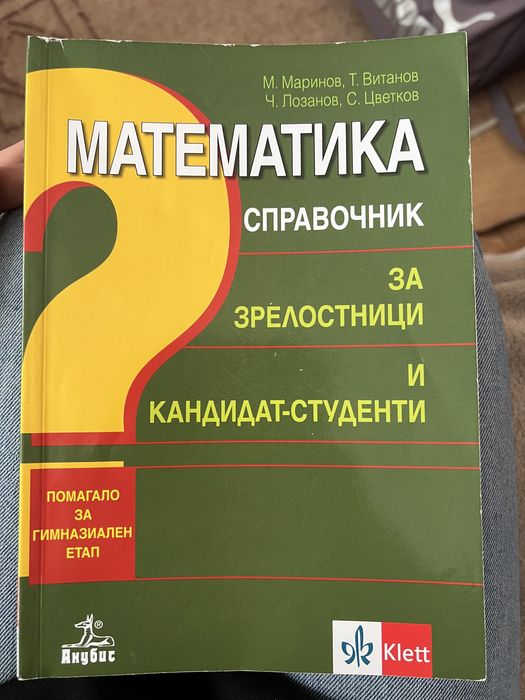 М. Маринов, Т. Витанов
Ч. Лозанов, С. Цветков
МАТЕМАТИКА
СПРАВОЧНИК
ЗА
ЗРЕЛОСТНИЦИ
И
КАНДИДАТ-СТУДЕНТИ
ПОМАГАЛО
ЗА
ГИМНАЗИАЛЕН
ЕТАП
®
Анубис
Klett